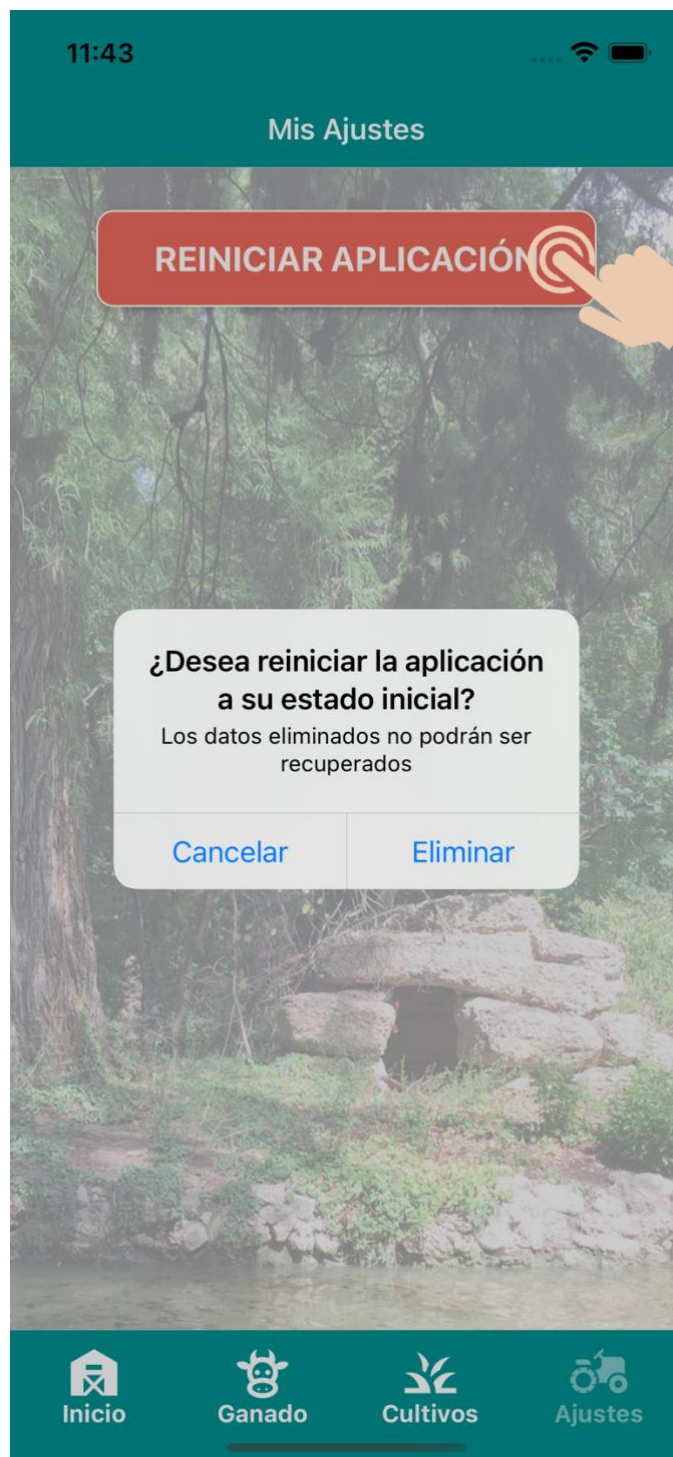 11:43
Mis Ajustes
REINICIAR APLICACIÓN
¿Desea reiniciar la aplicación
a su estado inicial?
Los datos eliminados no podrán ser
recuperados
Cancelar Eliminar
Inicio Ganado Cultivos Ajustes